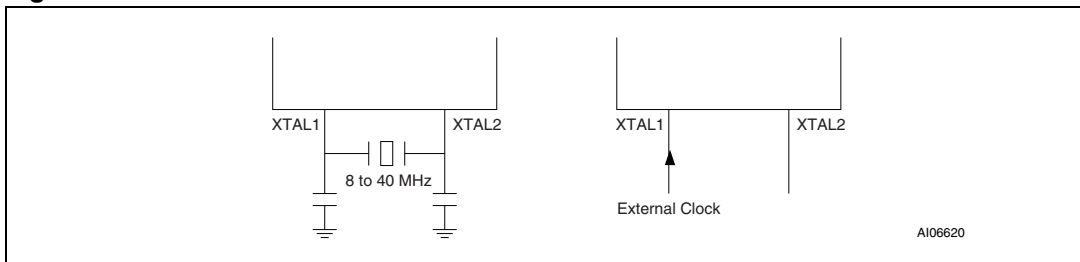 XTAL1 XTAL2
8 to 40 MHz
XTAL1 XTAL2
External Clock
AI06620